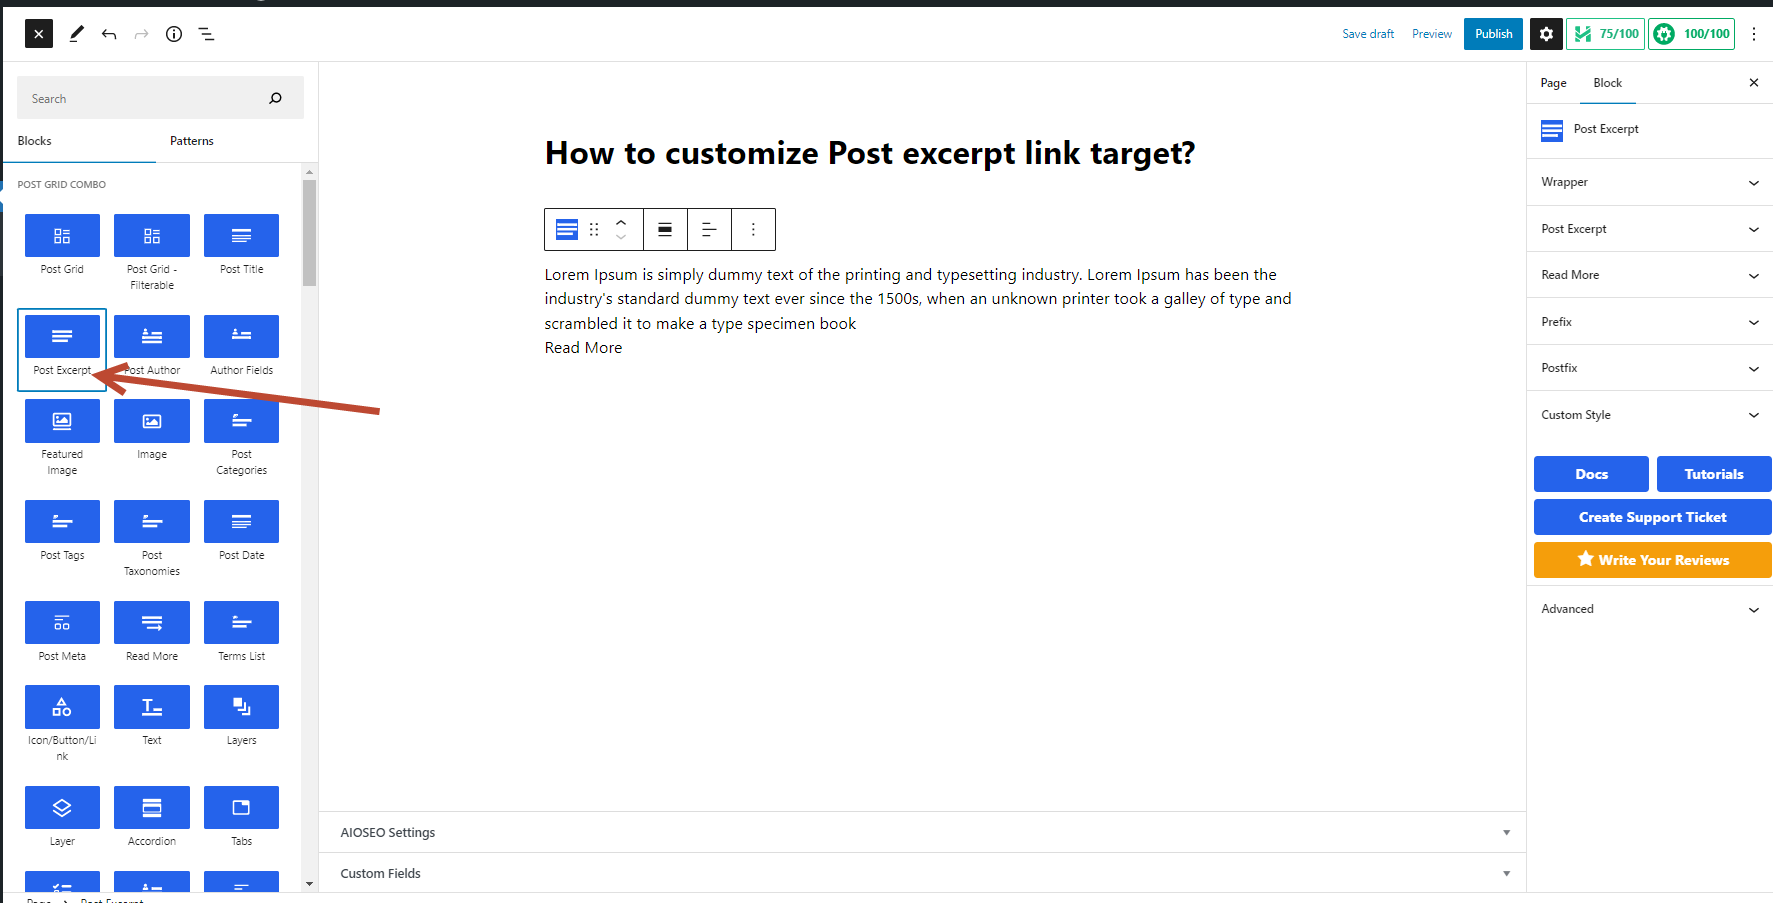 Save draft
Preview
Publish
75/100
100/100
Search
Blocks
Patterns
POST GRID COMBO
Post Grid
Post Grid -
Filterable
Post Title
Post Excerpt
Post Author
Author Fields
Featured
Image
Image
Post
Categories
Post Tags
Post
Taxonomies
Post Date
Post Meta
Read More
Terms List
Icon/Button/Li
nk
Text
Layers
Layer
Accordion
Tabs
How to customize Post excerpt link target?
Lorem Ipsum is simply dummy text of the printing and typesetting industry. Lorem Ipsum has been the
industry's standard dummy text ever since the 1500s, when an unknown printer took a galley of type and
scrambled it to make a type specimen book
Read More
AIOSEO Settings
Custom Fields
Page
Block
Post Excerpt
Wrapper
Post Excerpt
Read More
Prefix
Postfix
Custom Style
Docs
Tutorials
Create Support Ticket
Write Your Reviews
Advanced
Page
Post Excerpt